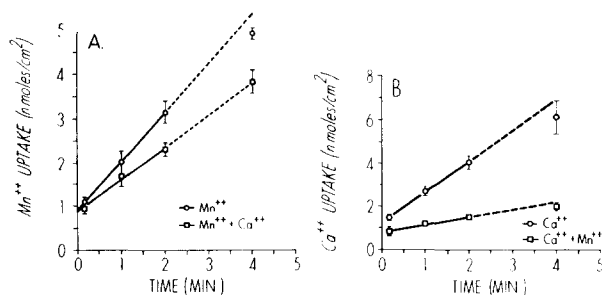 A.
Mn++ UPTAKE (nmoles/cm²)
5
4
3
2
1
0
0
1
2
3
4
5
TIME (MIN)
Mn++
Mn++ + Ca++
B
Ca++ UPTAKE (nmoles/cm²)
8
6
4
2
0
0
1
2
3
4
5
TIME (MIN)
Ca++
Ca++ + Mn++